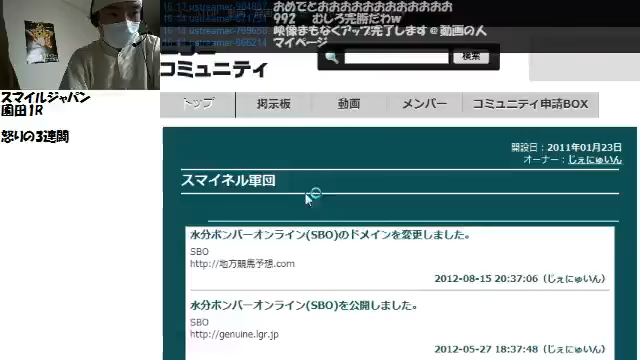 おめでとおおおおおおおおおおおお
992　むしろ完勝だわw
映像まもなくアップ完了します@動画の人
マイページ
検索
コミュニティ
スマイルジャパン
園田1R
怒りの3連闘
トップ 掲示板 動画 メンバー コミュニティ申請BOX
開設日：2011年01月23日
オーナー：じぇにゅいん
スマイネル軍団
水分ボンバーオンライン(SBO)のドメインを変更しました。
SBO
http://地方競馬予想.com
2012-08-15 20:37:06 (じぇにゅいん)
水分ボンバーオンライン(SBO)を公開しました。
SBO
http://genuine.lgr.jp
2012-05-27 18:37:48 (じぇにゅいん)